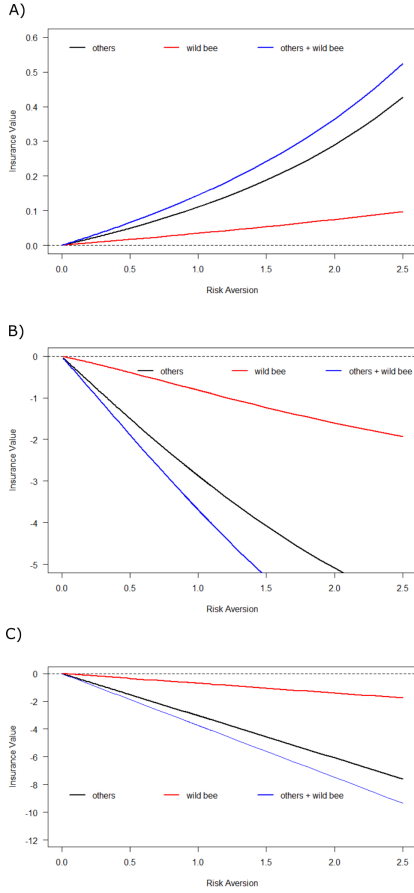 A)
0.6
0.5
0.4
0.3
0.2
0.1
0.0
Insurance Value
others wild bee others + wild bee
0.0 0.5 1.0 1.5 2.0 2.5
Risk Aversion
B)
0
-1
-2
-3
-4
-5
Insurance Value
others wild bee others + wild bee
0.0 0.5 1.0 1.5 2.0 2.5
Risk Aversion
C)
0
-2
-4
-6
-8
-10
-12
Insurance Value
others wild bee others + wild bee
0.0 0.5 1.0 1.5 2.0 2.5
Risk Aversion